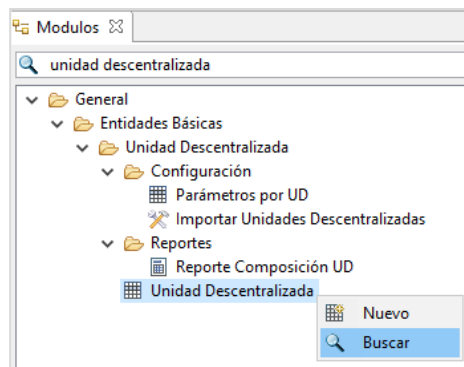 Modulos
unidad descentralizada
General
Entidades Básicas
Unidad Descentralizada
Configuración
Parámetros por UD
Importar Unidades Descentralizadas
Reportes
Reporte Composición UD
Unidad Descentralizada
Nuevo
Buscar